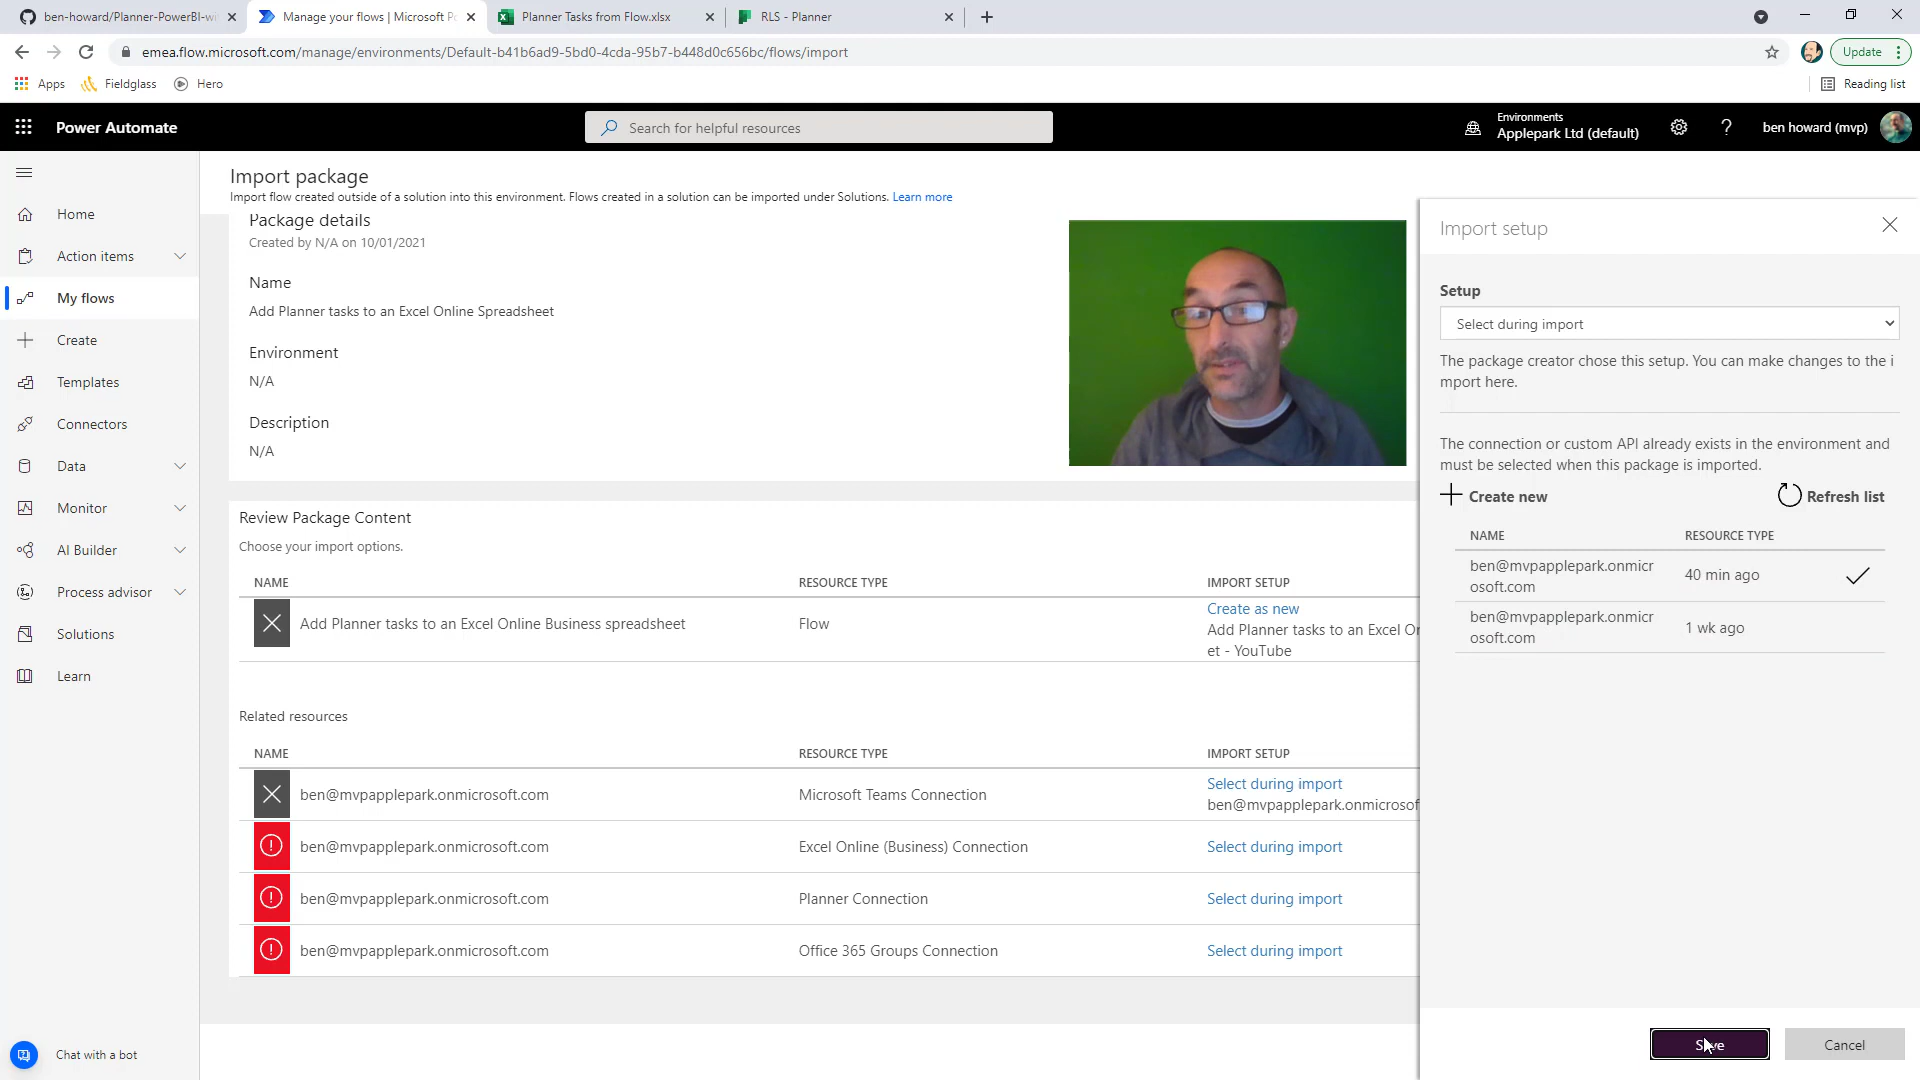 ben-howard/Planner-PowerBI-wi
Manage your flows | Microsoft Po
Planner Tasks from Flow.xlsx
RLS - Planner
emea.flow.microsoft.com/manage/environments/Default-b41b6ad9-5bd0-4cda-95b7-b448d0c656bc/flows/import
Update
Apps
Fieldglass
Hero
Reading list
Power Automate
Search for helpful resources
Environments
Applepark Ltd (default)
?
ben howard (mvp)
Home
Action items
My flows
Create
Templates
Connectors
Data
Monitor
AI Builder
Process advisor
Solutions
Learn
Chat with a bot
Import package
Import flow created outside of a solution into this environment. Flows created in a solution can be imported under Solutions. Learn more
Package details
Created by N/A on 10/01/2021
Name
Add Planner tasks to an Excel Online Spreadsheet
Environment
N/A
Description
N/A
Review Package Content
Choose your import options.
NAME RESOURCE TYPE IMPORT SETUP
Add Planner tasks to an Excel Online Business spreadsheet Flow Create as new
Add Planner tasks to an Excel Or
et - YouTube
Related resources
NAME RESOURCE TYPE IMPORT SETUP
ben@mvpapplepark.onmicrosoft.com Microsoft Teams Connection Select during import
ben@mvpapplepark.onmicrosof
ben@mvpapplepark.onmicrosoft.com Excel Online (Business) Connection Select during import
ben@mvpapplepark.onmicrosoft.com Planner Connection Select during import
ben@mvpapplepark.onmicrosoft.com Office 365 Groups Connection Select during import
Import setup
Setup
Select during import
The package creator chose this setup. You can make changes to the i
mport here.
The connection or custom API already exists in the environment and
must be selected when this package is imported.
Create new
Refresh list
NAME RESOURCE TYPE
ben@mvpapplepark.onmicr
osoft.com
40 min ago
ben@mvpapplepark.onmicr
osoft.com
1 wk ago
Save
Cancel